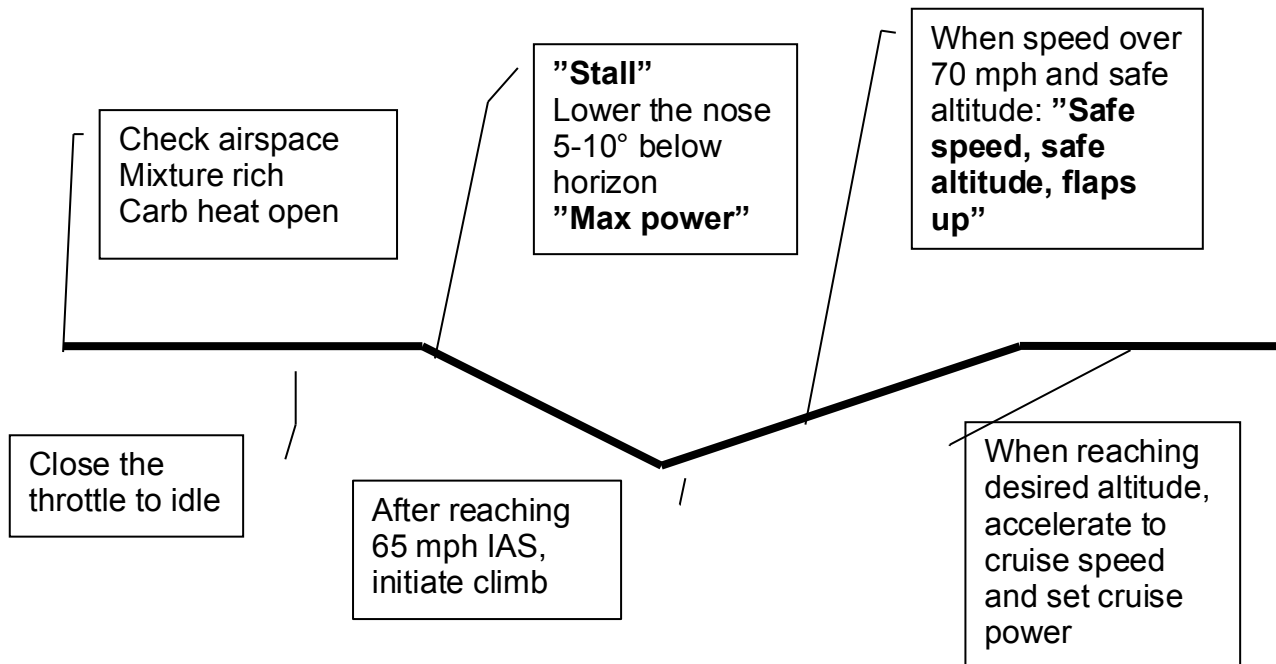 Check airspace
Mixture rich
Carb heat open
Close the
throttle to idle
”Stall”
Lower the nose
5-10° below
horizon
”Max power”
After reaching
65 mph IAS,
initiate climb
When speed over
70 mph and safe
altitude: ”Safe
speed, safe
altitude, flaps
up”
When reaching
desired altitude,
accelerate to
cruise speed
and set cruise
power